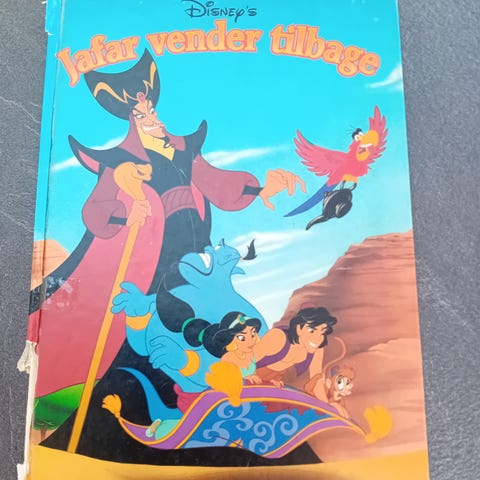 Disney's
Jafar vender tilbage